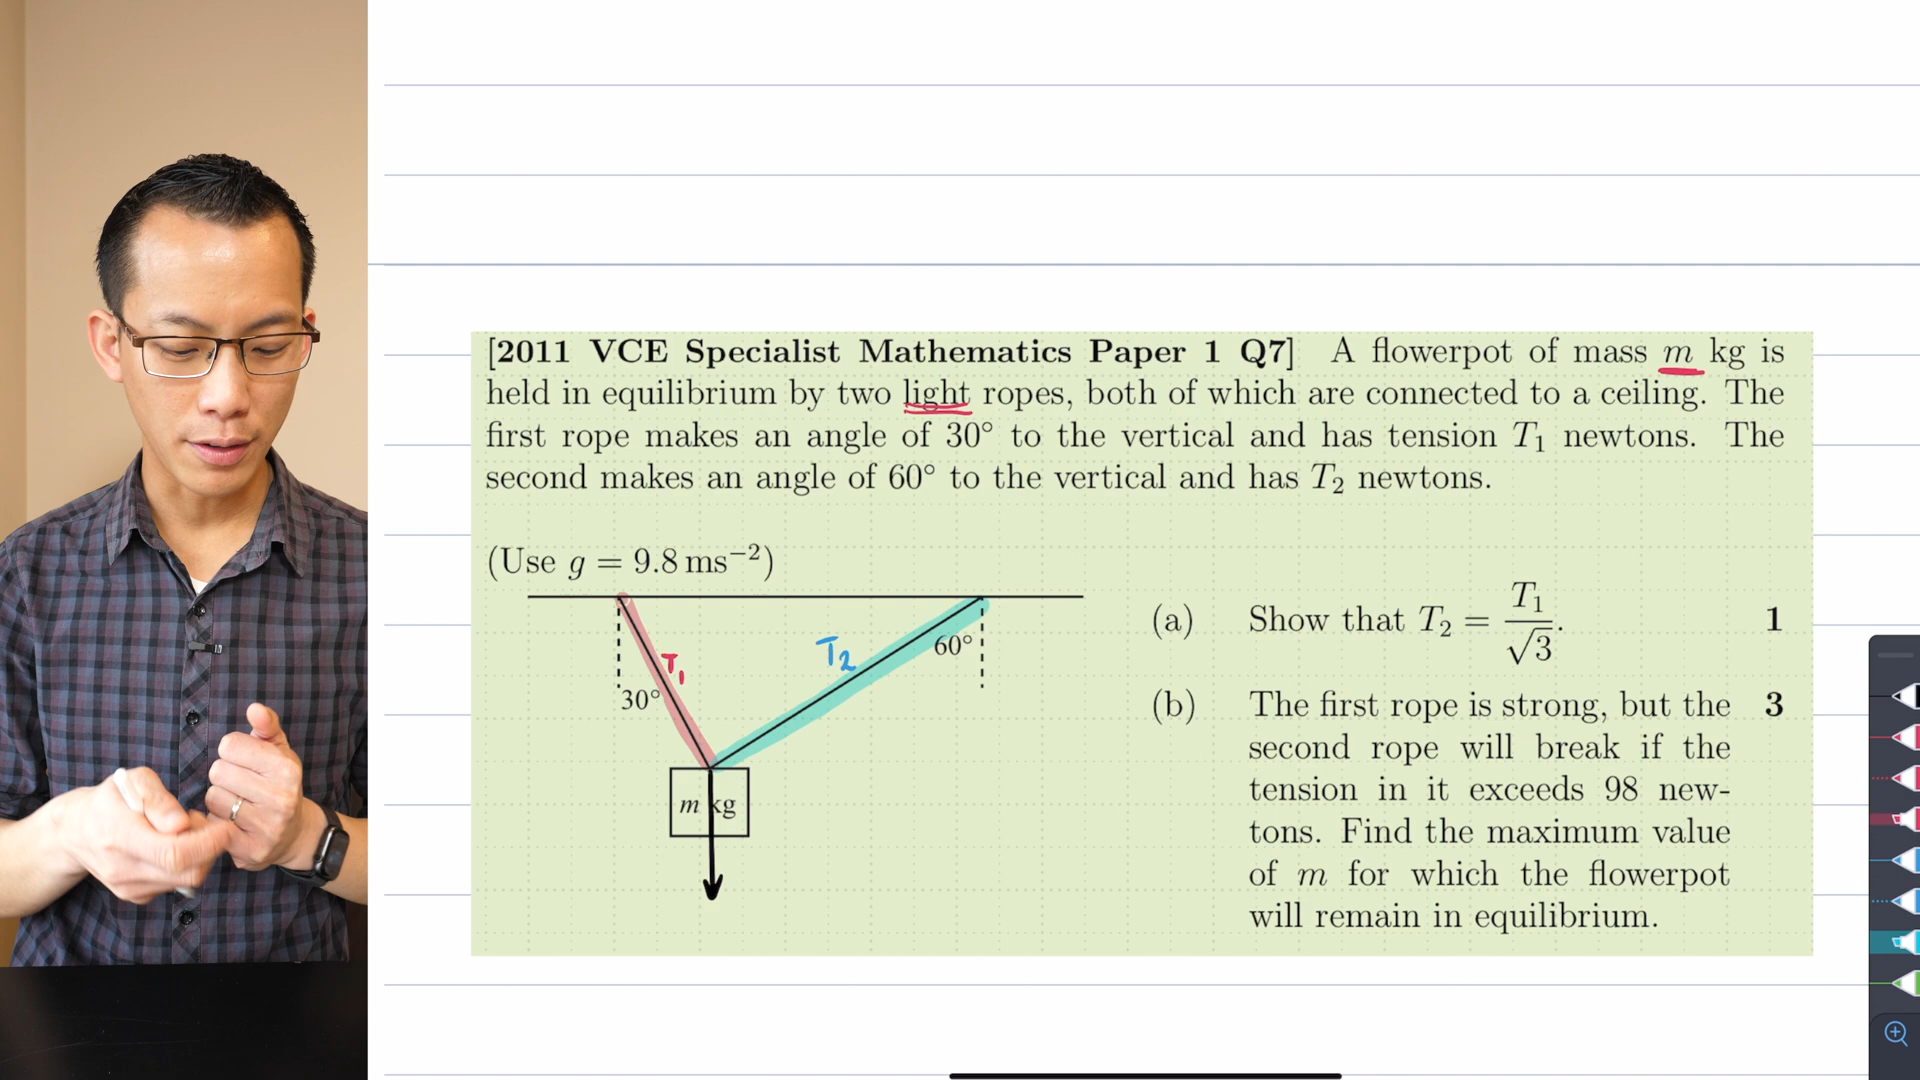 [2011 VCE Specialist Mathematics Paper 1 Q7] A flowerpot of mass m kg is
held in equilibrium by two light ropes, both of which are connected to a ceiling. The
first rope makes an angle of 30° to the vertical and has tension T₁ newtons. The
second makes an angle of 60° to the vertical and has T₂ newtons.
(Use g = 9.8 ms⁻²)
T₁
T₂
30°
60°
m kg
(a) Show that T₂ = T₁/√3. 1
(b) The first rope is strong, but the 3
second rope will break if the
tension in it exceeds 98 new-
tons. Find the maximum value
of m for which the flowerpot
will remain in equilibrium.